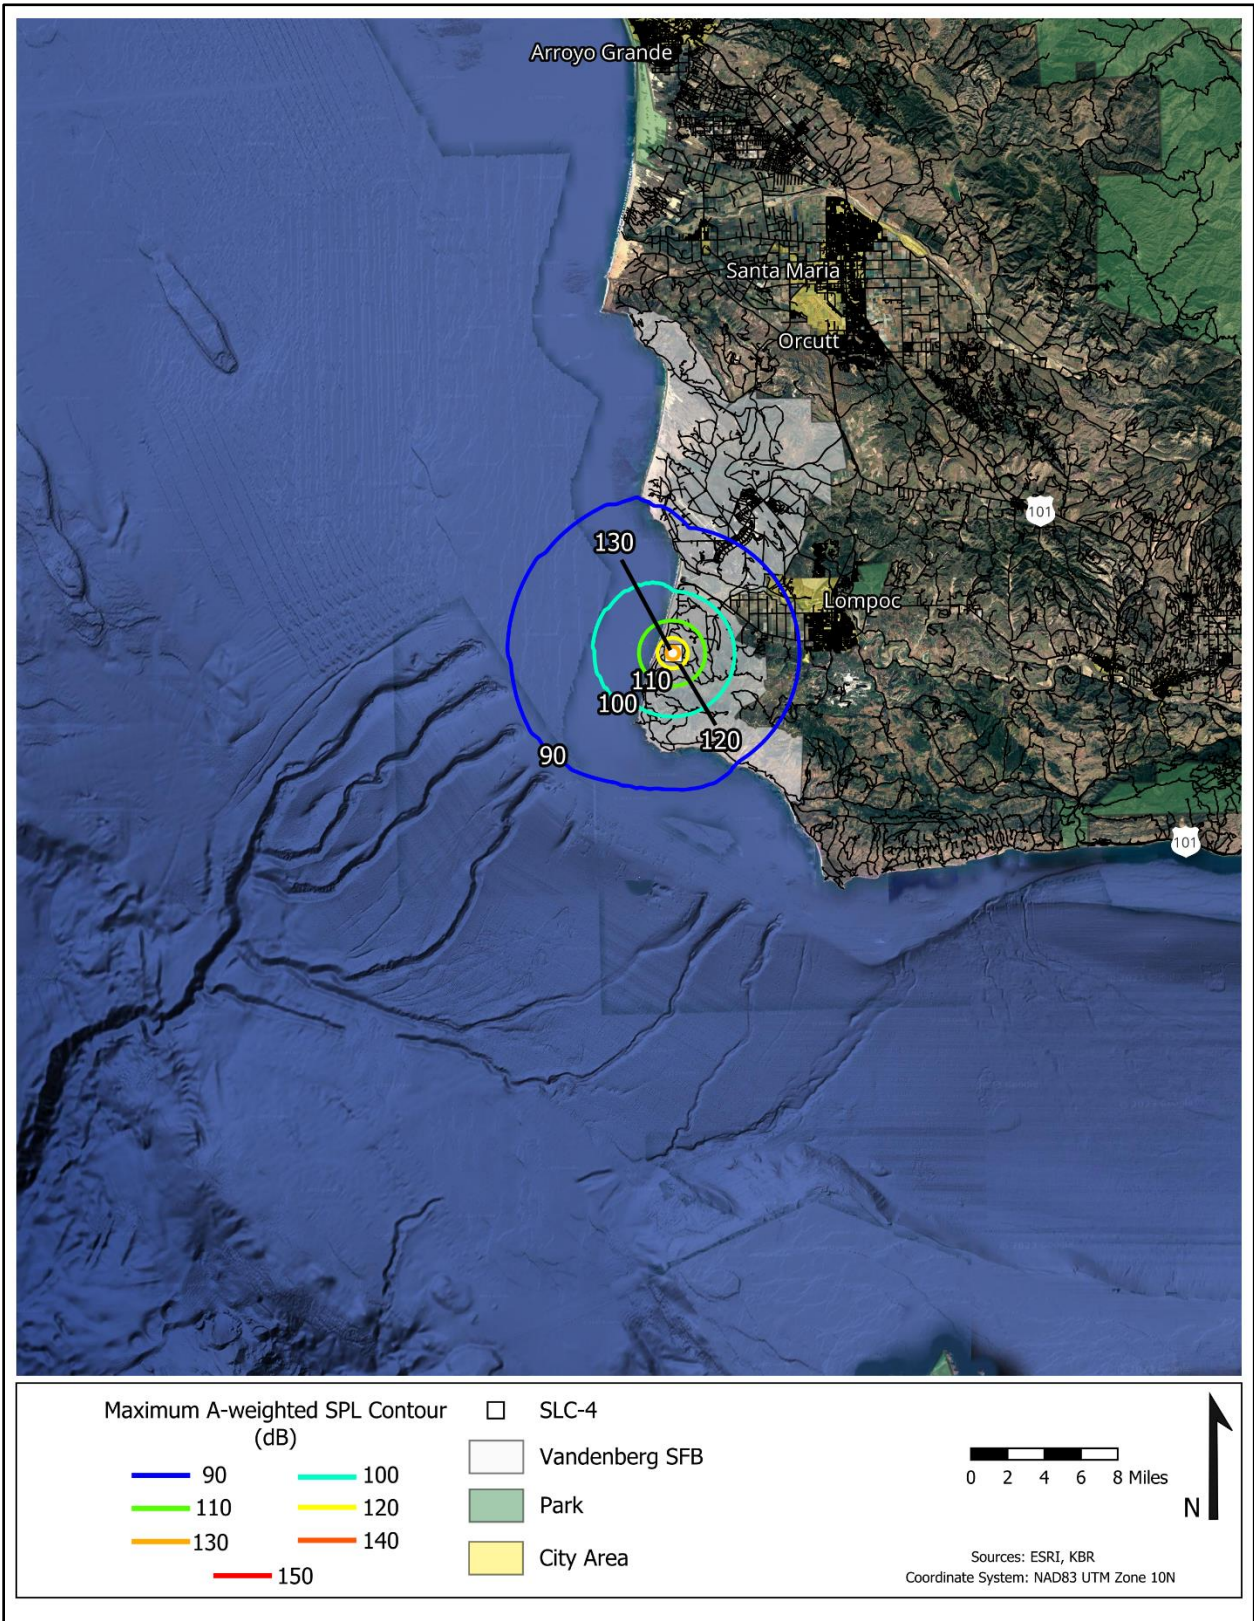 Arroyo Grande
Santa Maria
Orcutt
101
130
Lompoc
110
100
120
90
101
Maximum A-weighted SPL Contour
(dB)
90
100
110
120
130
140
150
SLC-4
Vandenberg SFB
Park
City Area
0 2 4 6 8 Miles
N
Sources: ESRI, KBR
Coordinate System: NAD83 UTM Zone 10N